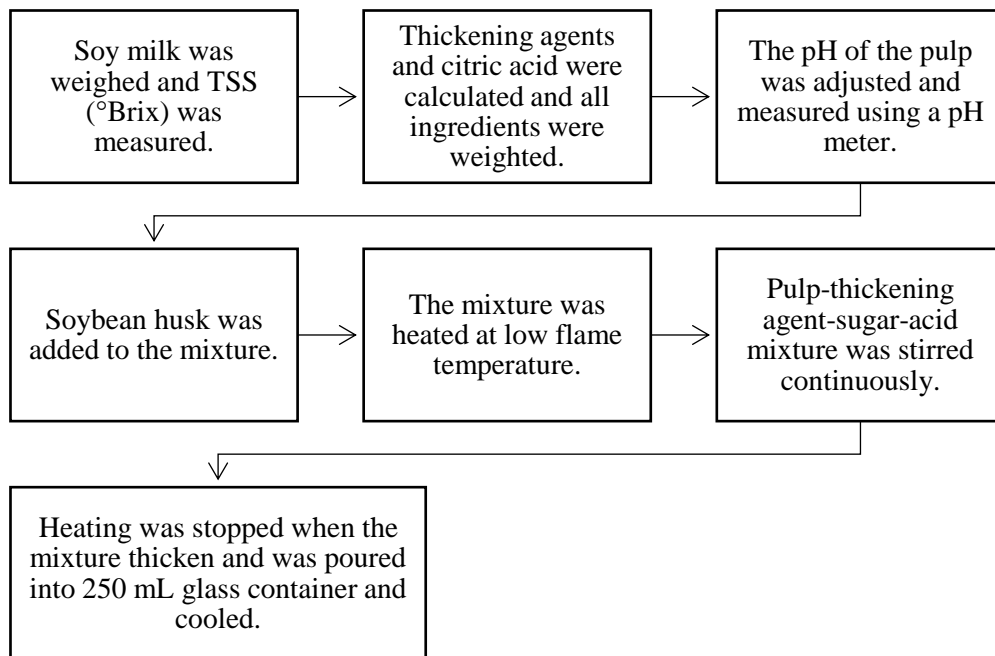 Soy milk was
weighed and TSS
(°Brix) was
measured.
Thickening agents
and citric acid were
calculated and all
ingredients were
weighted.
The pH of the pulp
was adjusted and
measured using a pH
meter.
Soybean husk was
added to the mixture.
The mixture was
heated at low flame
temperature.
Pulp-thickening
agent-sugar-acid
mixture was stirred
continuously.
Heating was stopped when the
mixture thicken and was poured
into 250 mL glass container and
cooled.